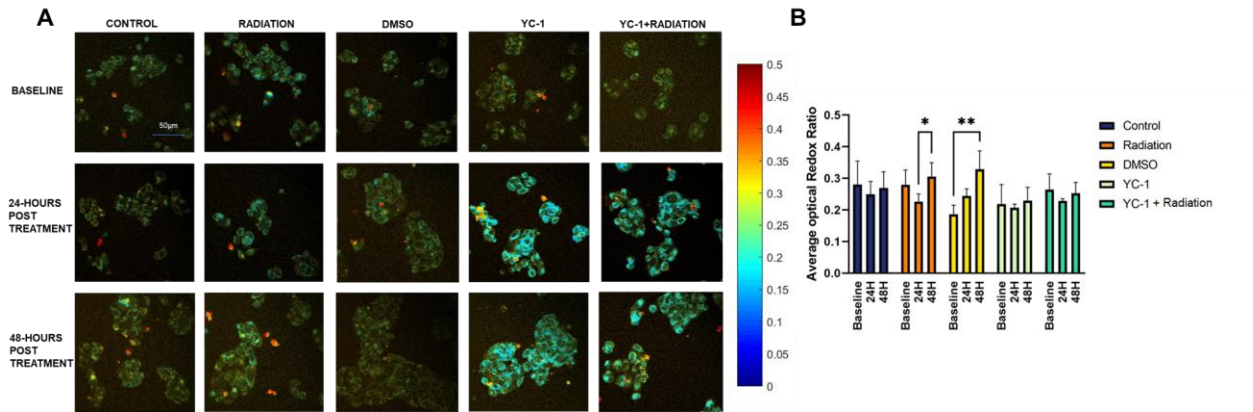 A
CONTROL
RADIATION
DMSO
YC-1
YC-1+RADIATION
BASELINE
50µm
24-HOURS
POST
TREATMENT
48-HOURS
POST
TREATMENT
0.5
0.45
0.4
0.35
0.3
0.25
0.2
0.15
0.1
0.05
0
B
Average optical Redox Ratio
0.5
0.4
0.3
0.2
0.1
0.0
*
**
Baseline
24H
48H
Baseline
24H
48H
Baseline
24H
48H
Baseline
24H
48H
Baseline
24H
48H
Control
Radiation
DMSO
YC-1
YC-1 + Radiation